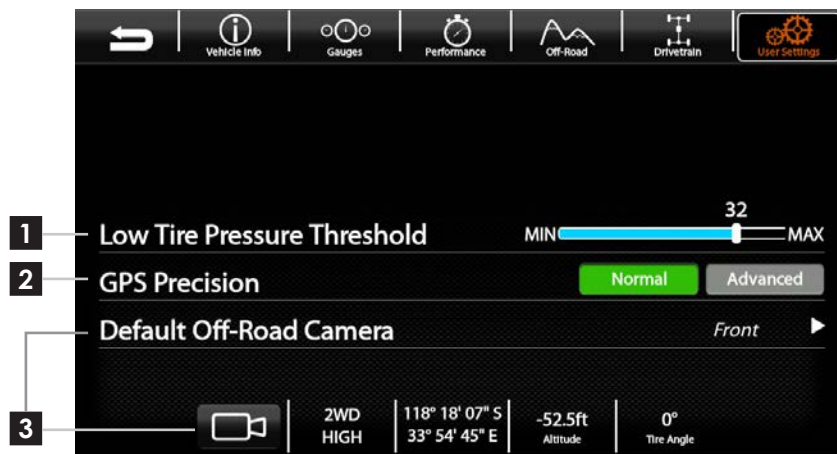 Vehicle Info Gauges Performance Off-Road Drivetrain User Settings
32
1 Low Tire Pressure Threshold MIN MAX
2 GPS Precision Normal Advanced
Default Off-Road Camera Front
3 2WD HIGH 118° 18' 07" S 33° 54' 45" E -52.5ft Altitude 0° Tire Angle